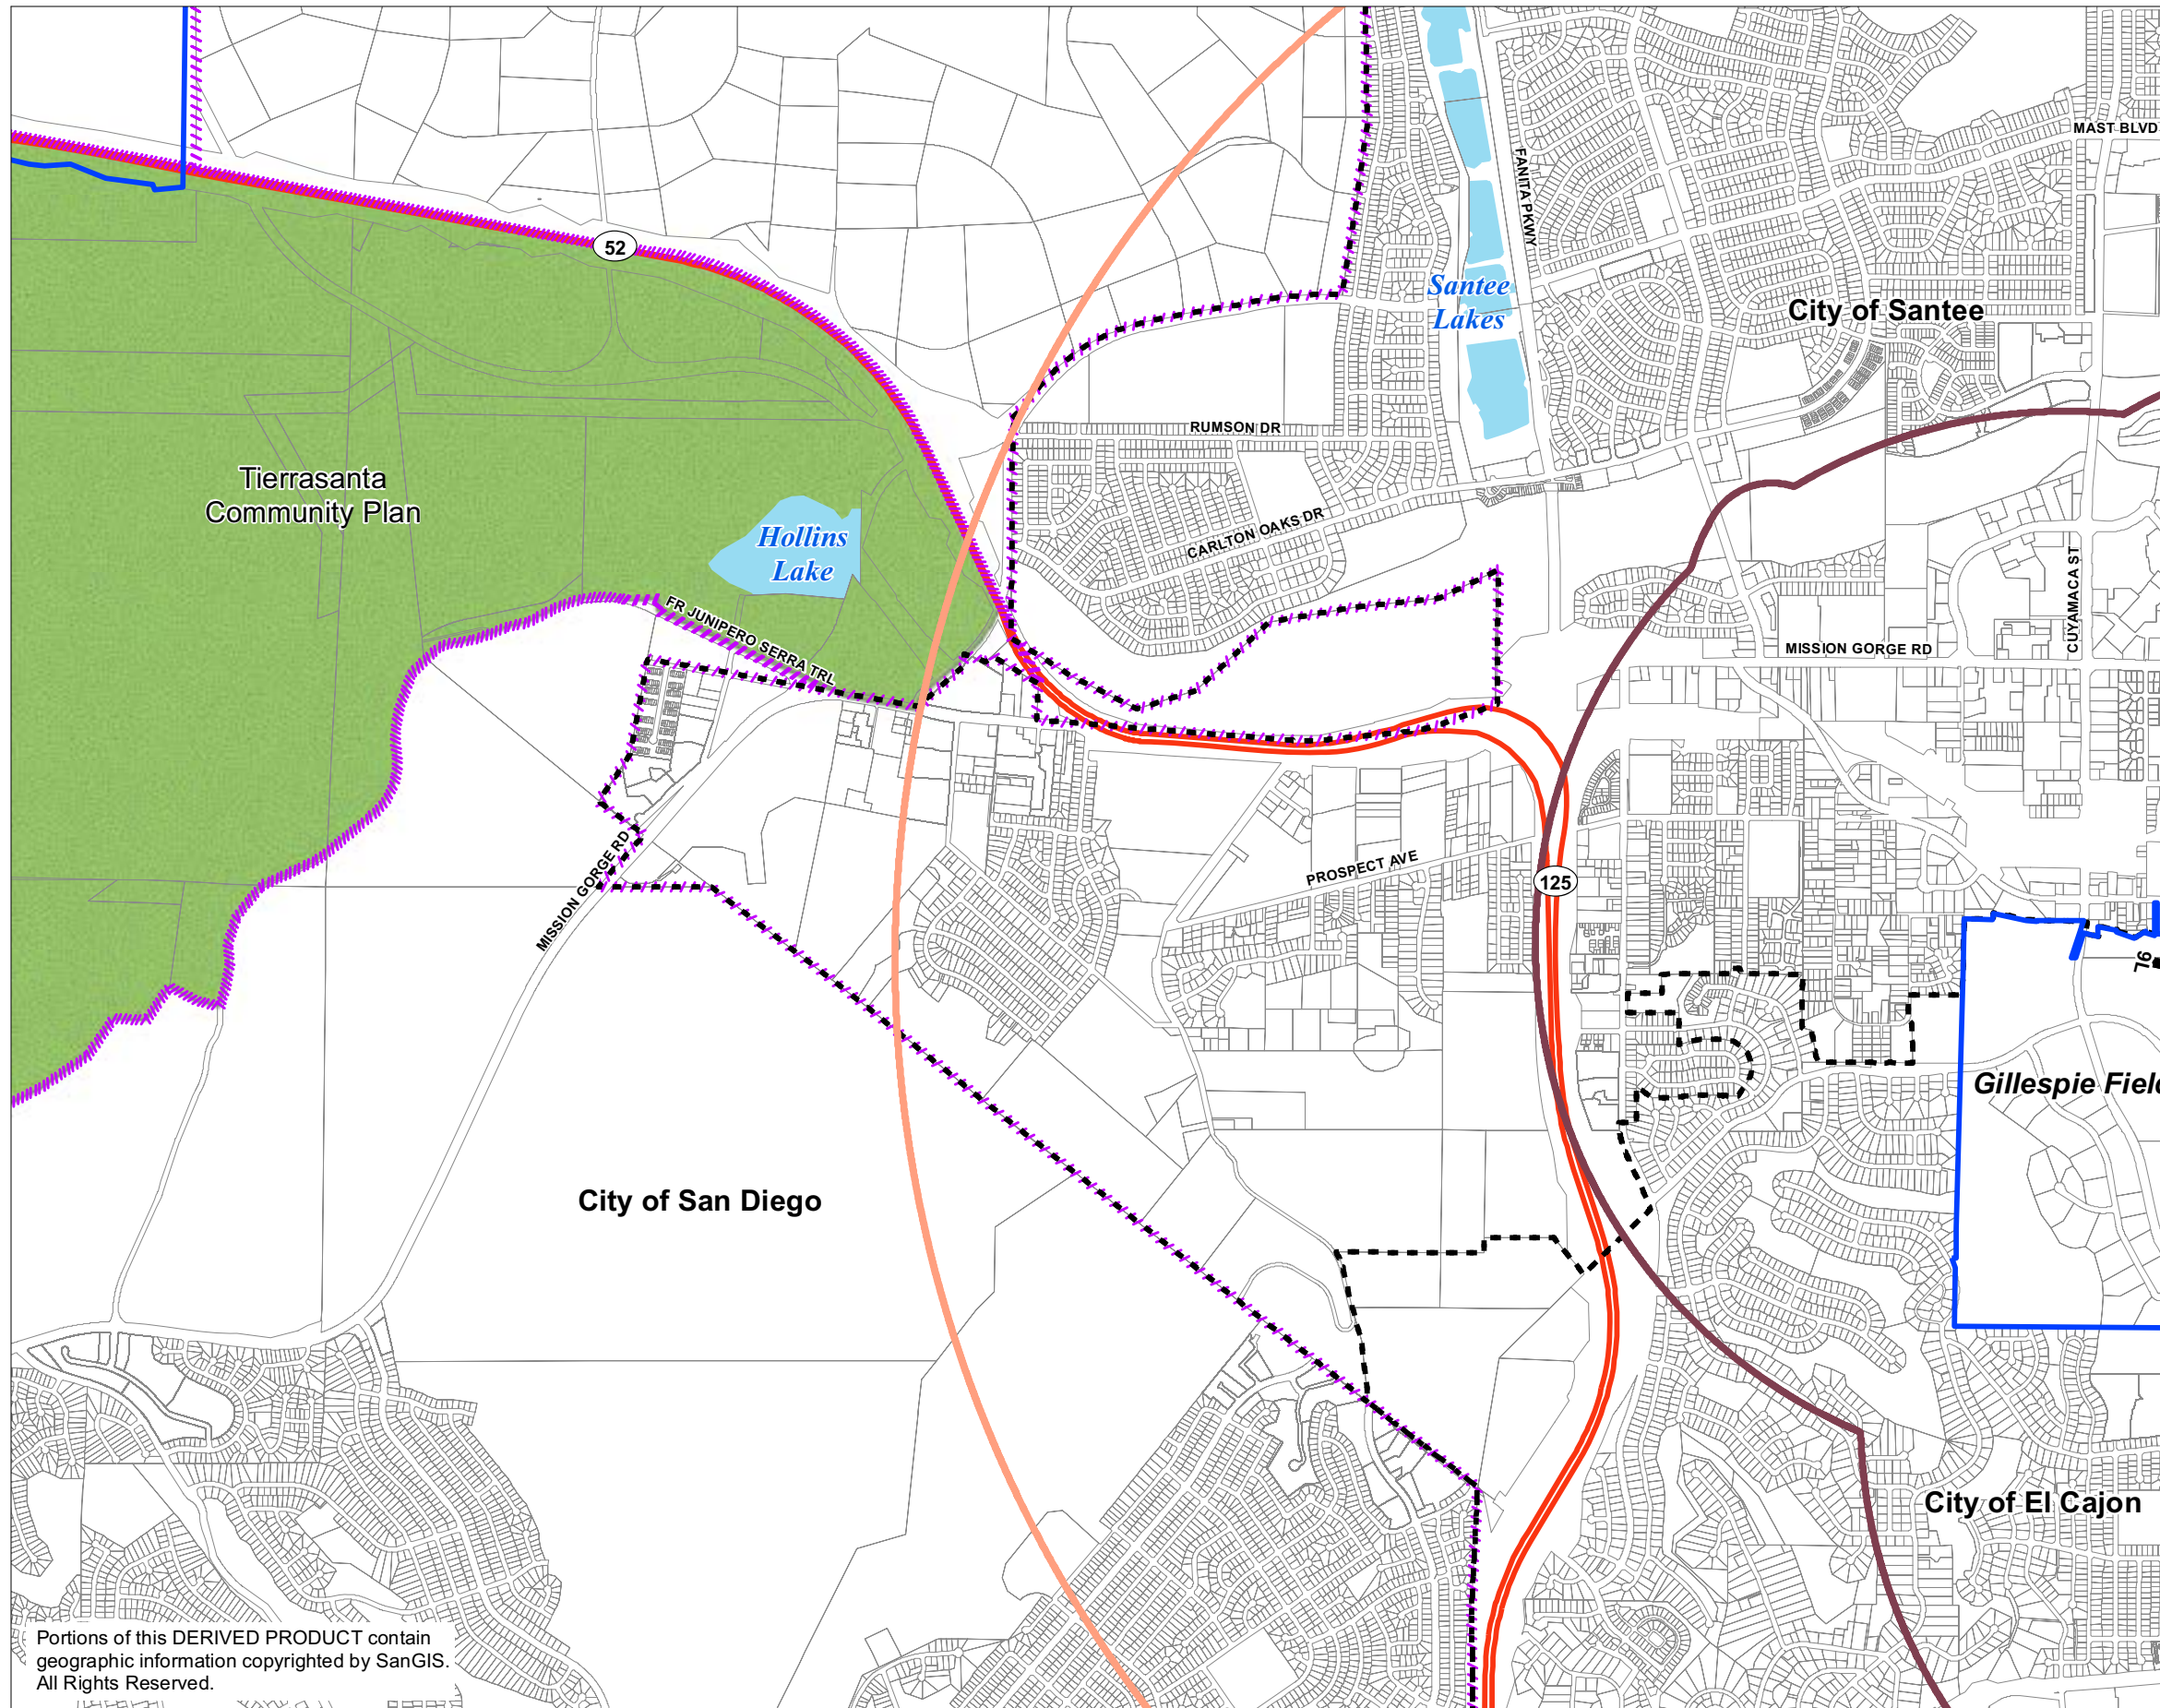 MAST BLVD
FANITA PKWY
52
Santee
Lakes
City of Santee
RUMSON DR
Tierrasanta
Community Plan
CARLTON OAKS DR
Hollins
Lake
CUYAMACA ST
FR JUNIPERO SERRA TRL
MISSION GORGE RD
PROSPECT AVE
125
MISSION GORGE RD
9L
Gillespie Field
City of San Diego
City of El Cajon
Portions of this DERIVED PRODUCT contain
geographic information copyrighted by SanGIS.
All Rights Reserved.